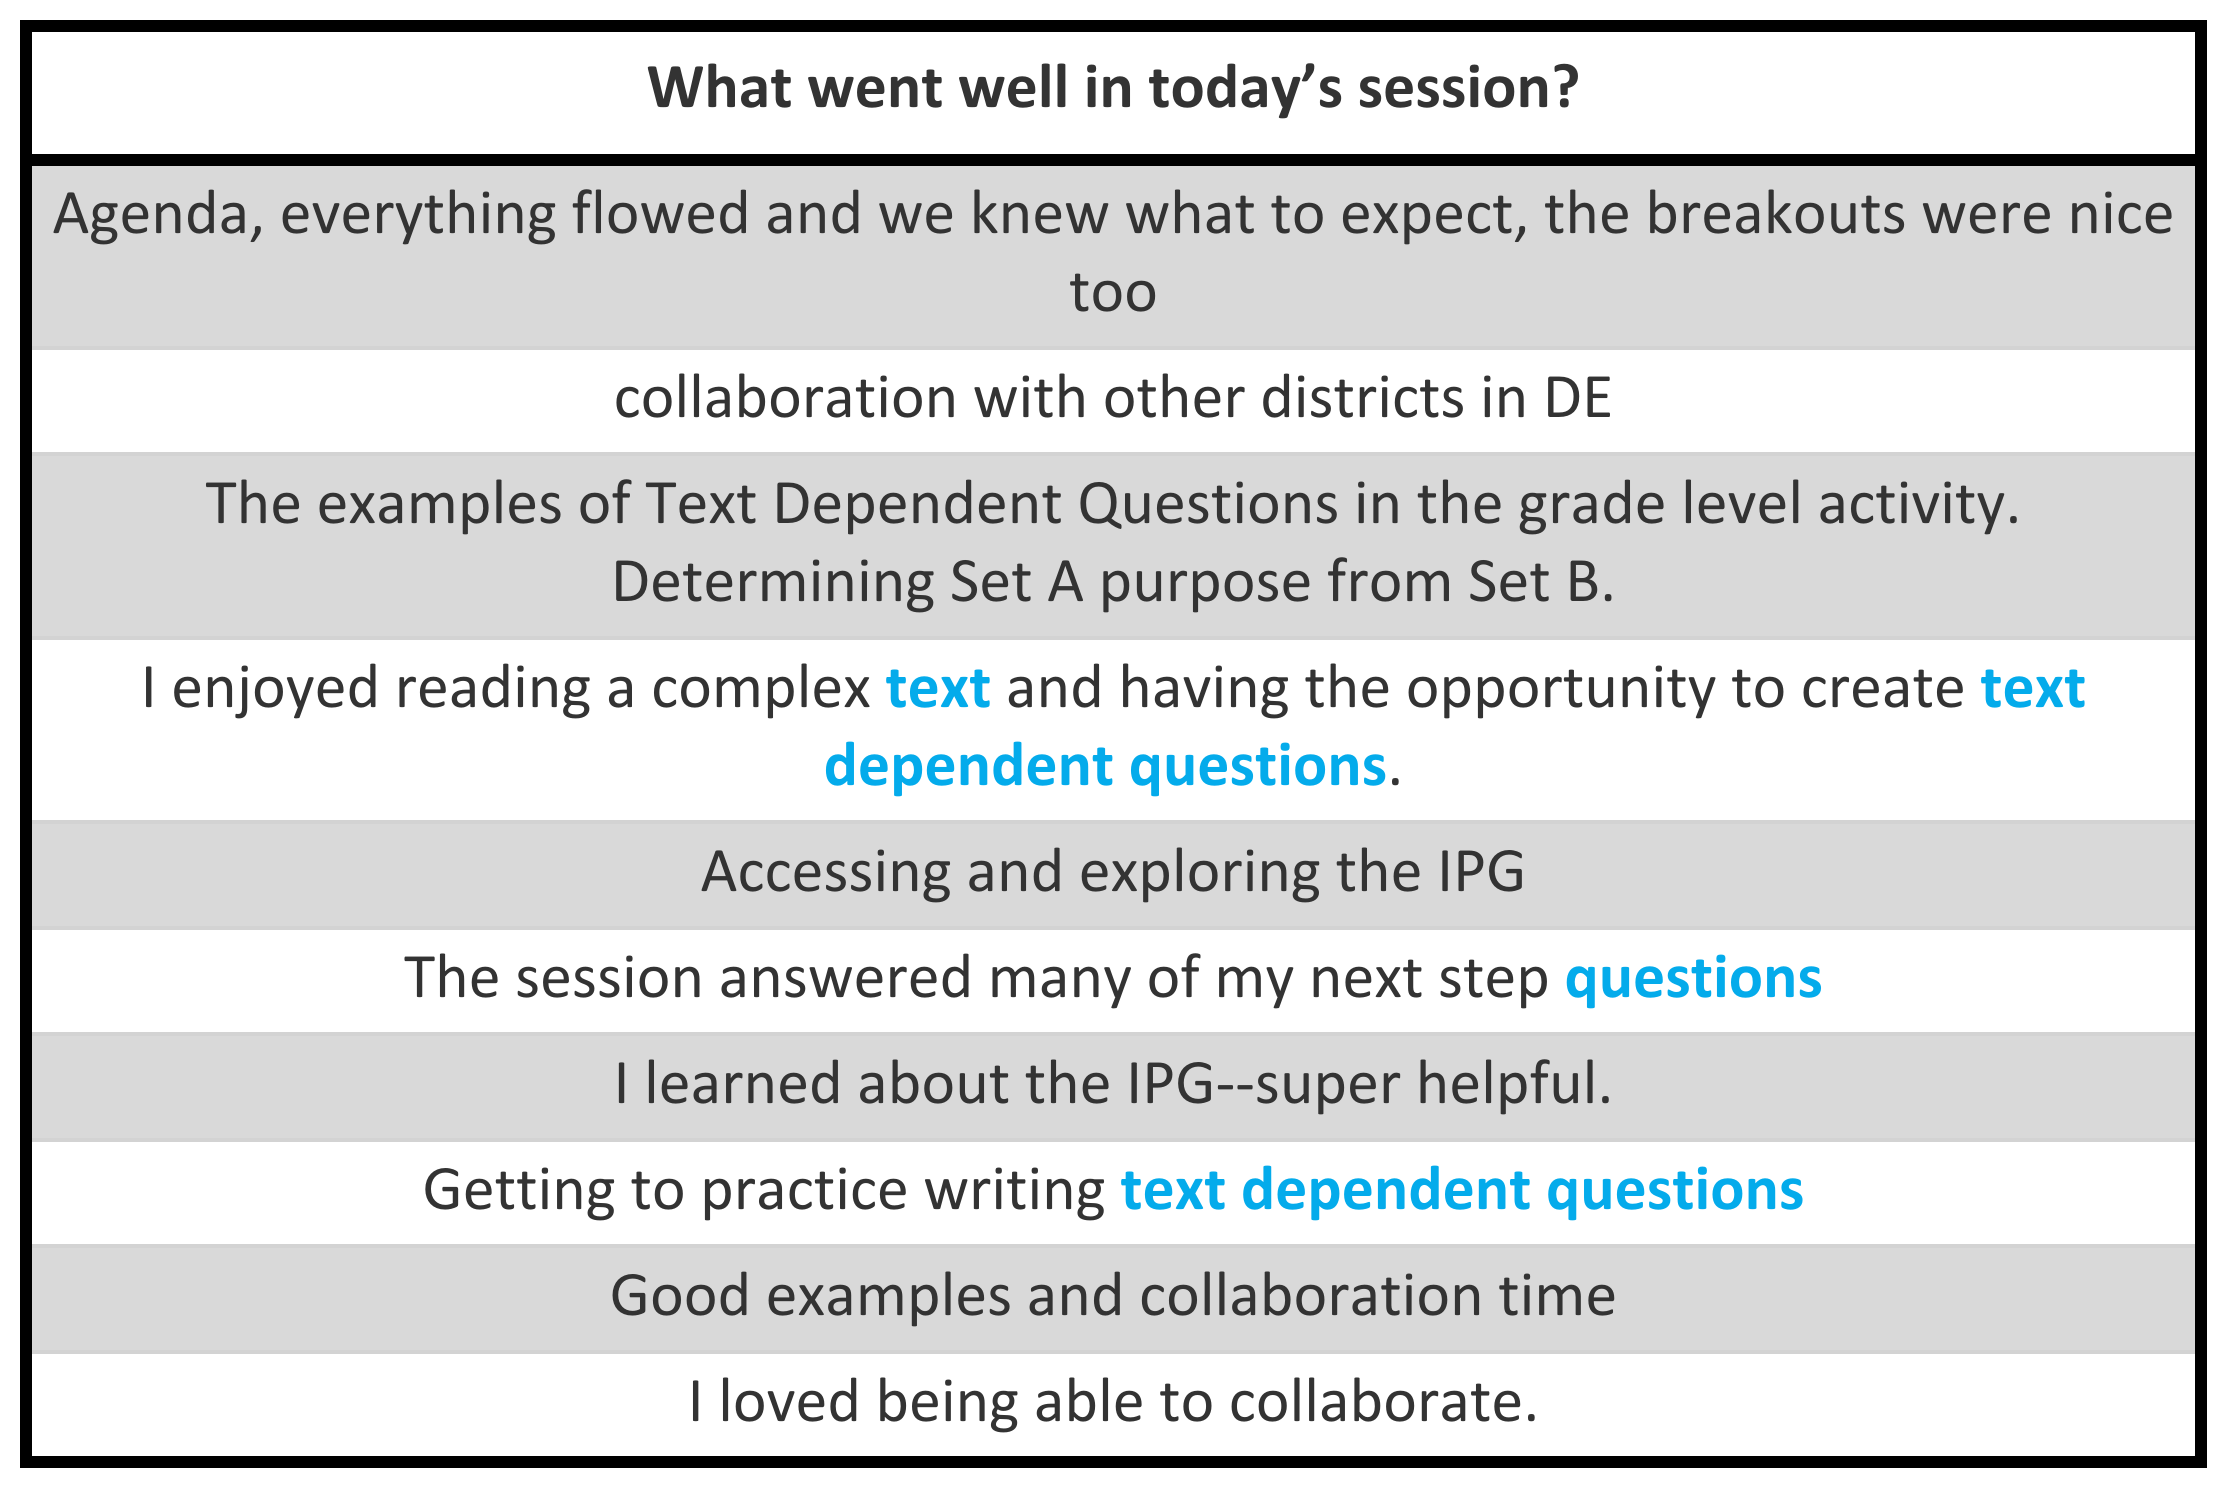 What went well in today’s session?
Agenda, everything flowed and we knew what to expect, the breakouts were nice
too
collaboration with other districts in DE
The examples of Text Dependent Questions in the grade level activity.
Determining Set A purpose from Set B.
I enjoyed reading a complex text and having the opportunity to create text
dependent questions.
Accessing and exploring the IPG
The session answered many of my next step questions
I learned about the IPG--super helpful.
Getting to practice writing text dependent questions
Good examples and collaboration time
I loved being able to collaborate.